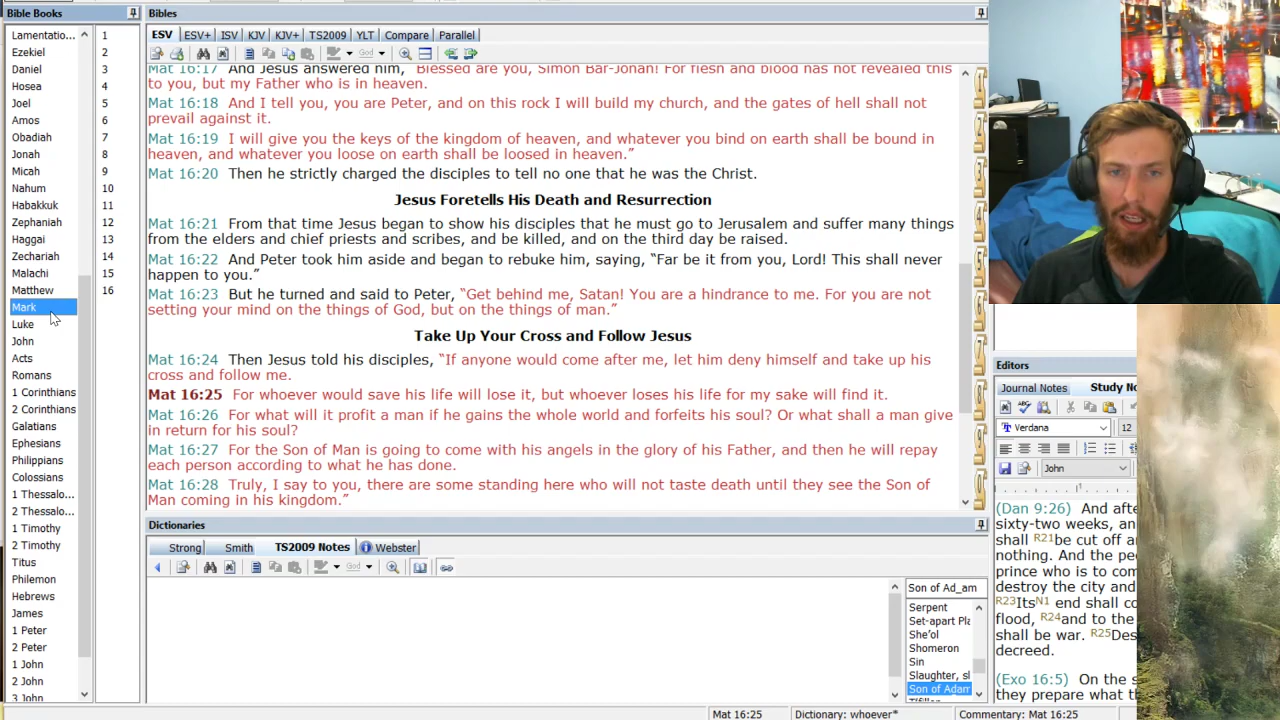 Bible Books
Lamentatio...
Ezekiel
Daniel
Hosea
Joel
Amos
Obadiah
Jonah
Micah
Nahum
Habakkuk
Zephaniah
Haggai
Zechariah
Malachi
Matthew
Mark
Luke
John
Acts
Romans
1 Corinthians
2 Corinthians
Galatians
Ephesians
Philippians
Colossians
1 Thessalo...
2 Thessalo...
1 Timothy
2 Timothy
Titus
Philemon
Hebrews
James
1 Peter
2 Peter
1 John
2 John
3 John
1
2
3
4
5
6
7
8
9
10
11
12
13
14
15
16
Bibles
ESV ESV+ ISV KJV KJV+ TS2009 YLT Compare Parallel
Mat 16:17 And Jesus answered him, "Blessed are you, Simon Bar-Jonah! For flesh and blood has not revealed this
to you, but my Father who is in heaven.
Mat 16:18 And I tell you, you are Peter, and on this rock I will build my church, and the gates of hell shall not
prevail against it.
Mat 16:19 I will give you the keys of the kingdom of heaven, and whatever you bind on earth shall be bound in
heaven, and whatever you loose on earth shall be loosed in heaven.”
Mat 16:20 Then he strictly charged the disciples to tell no one that he was the Christ.
Jesus Foretells His Death and Resurrection
Mat 16:21 From that time Jesus began to show his disciples that he must go to Jerusalem and suffer many things
from the elders and chief priests and scribes, and be killed, and on the third day be raised.
Mat 16:22 And Peter took him aside and began to rebuke him, saying, “Far be it from you, Lord! This shall never
happen to you.”
Mat 16:23 But he turned and said to Peter, “Get behind me, Satan! You are a hindrance to me. For you are not
setting your mind on the things of God, but on the things of man.”
Take Up Your Cross and Follow Jesus
Mat 16:24 Then Jesus told his disciples, “If anyone would come after me, let him deny himself and take up his
cross and follow me.
Mat 16:25 For whoever would save his life will lose it, but whoever loses his life for my sake will find it.
Mat 16:26 For what will it profit a man if he gains the whole world and forfeits his soul? Or what shall a man give
in return for his soul?
Mat 16:27 For the Son of Man is going to come with his angels in the glory of his Father, and then he will repay
each person according to what he has done.
Mat 16:28 Truly, I say to you, there are some standing here who will not taste death until they see the Son of
Man coming in his kingdom.”
Dictionaries
Strong Smith TS2009 Notes Webster
God
Son of Ad_am
Serpent
Set-apart Pla
She'ol
Shomeron
Sin
Slaughter, sl
Son of Adam
Editors
Journal Notes Study No
Verdana 12
John
(Dan 9:26) And afte
sixty-two weeks, an
shall R21be cut off ar
nothing. And the pe
prince who is to com
destroy the city and
R23ItsN1 end shall co
flood, R24and to the
shall be war. R25Des
decreed.
(Exo 16:5) On the s
they prepare what t
Mat 16:25 Dictionary: whoever* Commentary: Mat 16:25